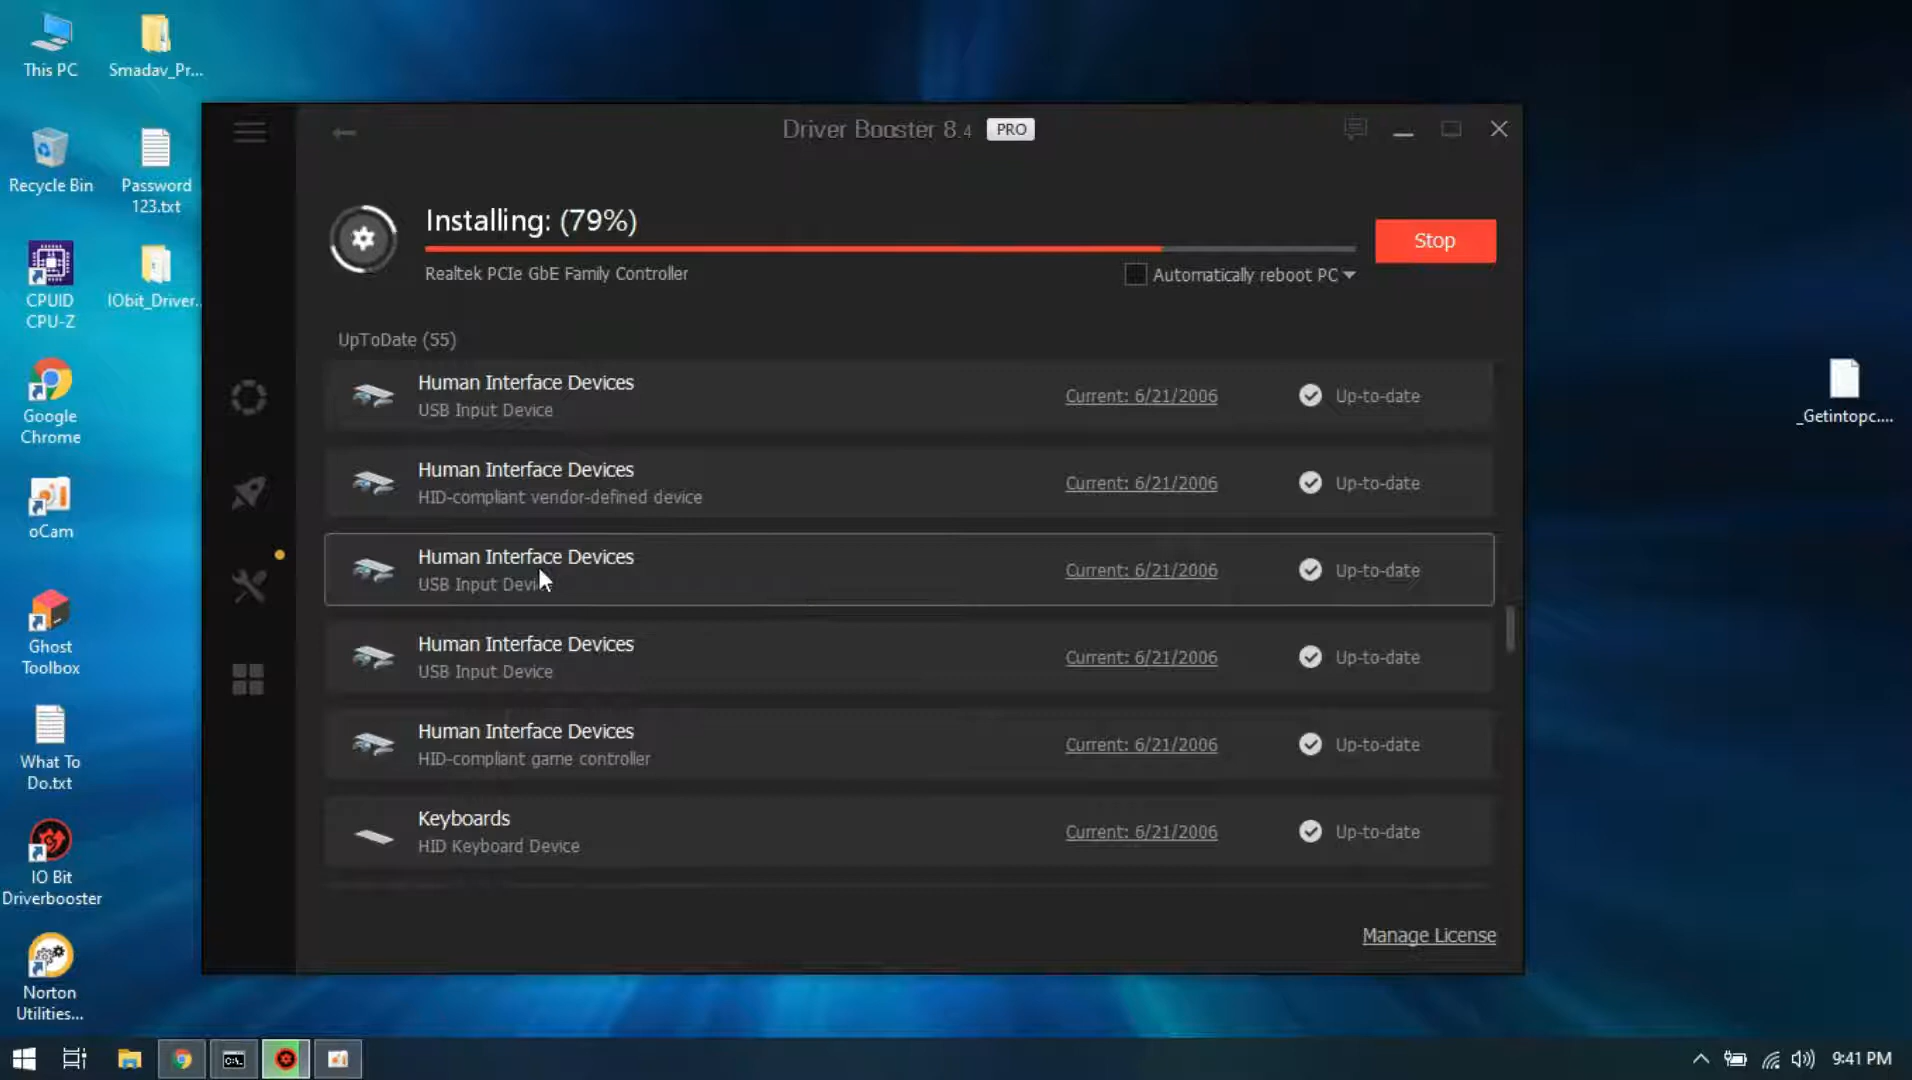 This PC
Smadav_Pr...
Recycle Bin
Password
123.txt
CPUID
CPU-Z
IObit_Driver...
Google
Chrome
oCam
Ghost
Toolbox
What To
Do.txt
IO Bit
Driverbooster
Norton
Utilities...
_Getintopc....
Driver Booster 8.4 PRO
Installing: (79%)
Stop
Realtek PCIe GbE Family Controller
Automatically reboot PC
UpToDate (55)
Human Interface Devices
USB Input Device
Current: 6/21/2006
Up-to-date
Human Interface Devices
HID-compliant vendor-defined device
Current: 6/21/2006
Up-to-date
Human Interface Devices
USB Input Devi
Current: 6/21/2006
Up-to-date
Human Interface Devices
USB Input Device
Current: 6/21/2006
Up-to-date
Human Interface Devices
HID-compliant game controller
Current: 6/21/2006
Up-to-date
Keyboards
HID Keyboard Device
Current: 6/21/2006
Up-to-date
Manage License
9:41 PM